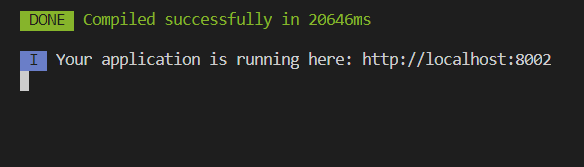 DONE Compiled successfully in 20646ms
I Your application is running here: http://localhost:8002